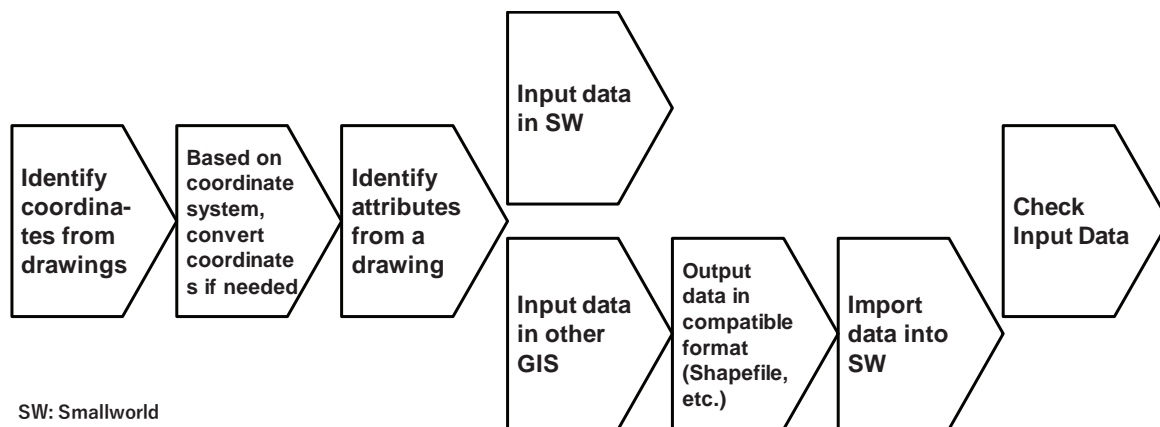 Identify
coordina-
tes from
drawings
Based on
coordinate
system,
convert
coordinate
s if needed
Identify
attributes
from a
drawing
Input data
in SW
Input data
in other
GIS
Output
data in
compatible
format
(Shapefile,
etc.)
Import
data into
SW
Check
Input Data
SW: Smallworld